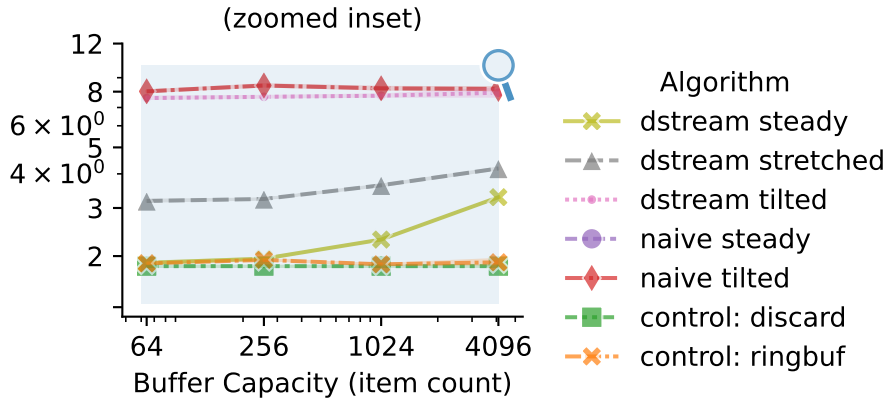 (zoomed inset)
12
8
6 × 10⁰
5
4 × 10⁰
3
2
64 256 1024 4096
Buffer Capacity (item count)
Algorithm
dstream steady
dstream stretched
dstream tilted
naive steady
naive tilted
control: discard
control: ringbuf